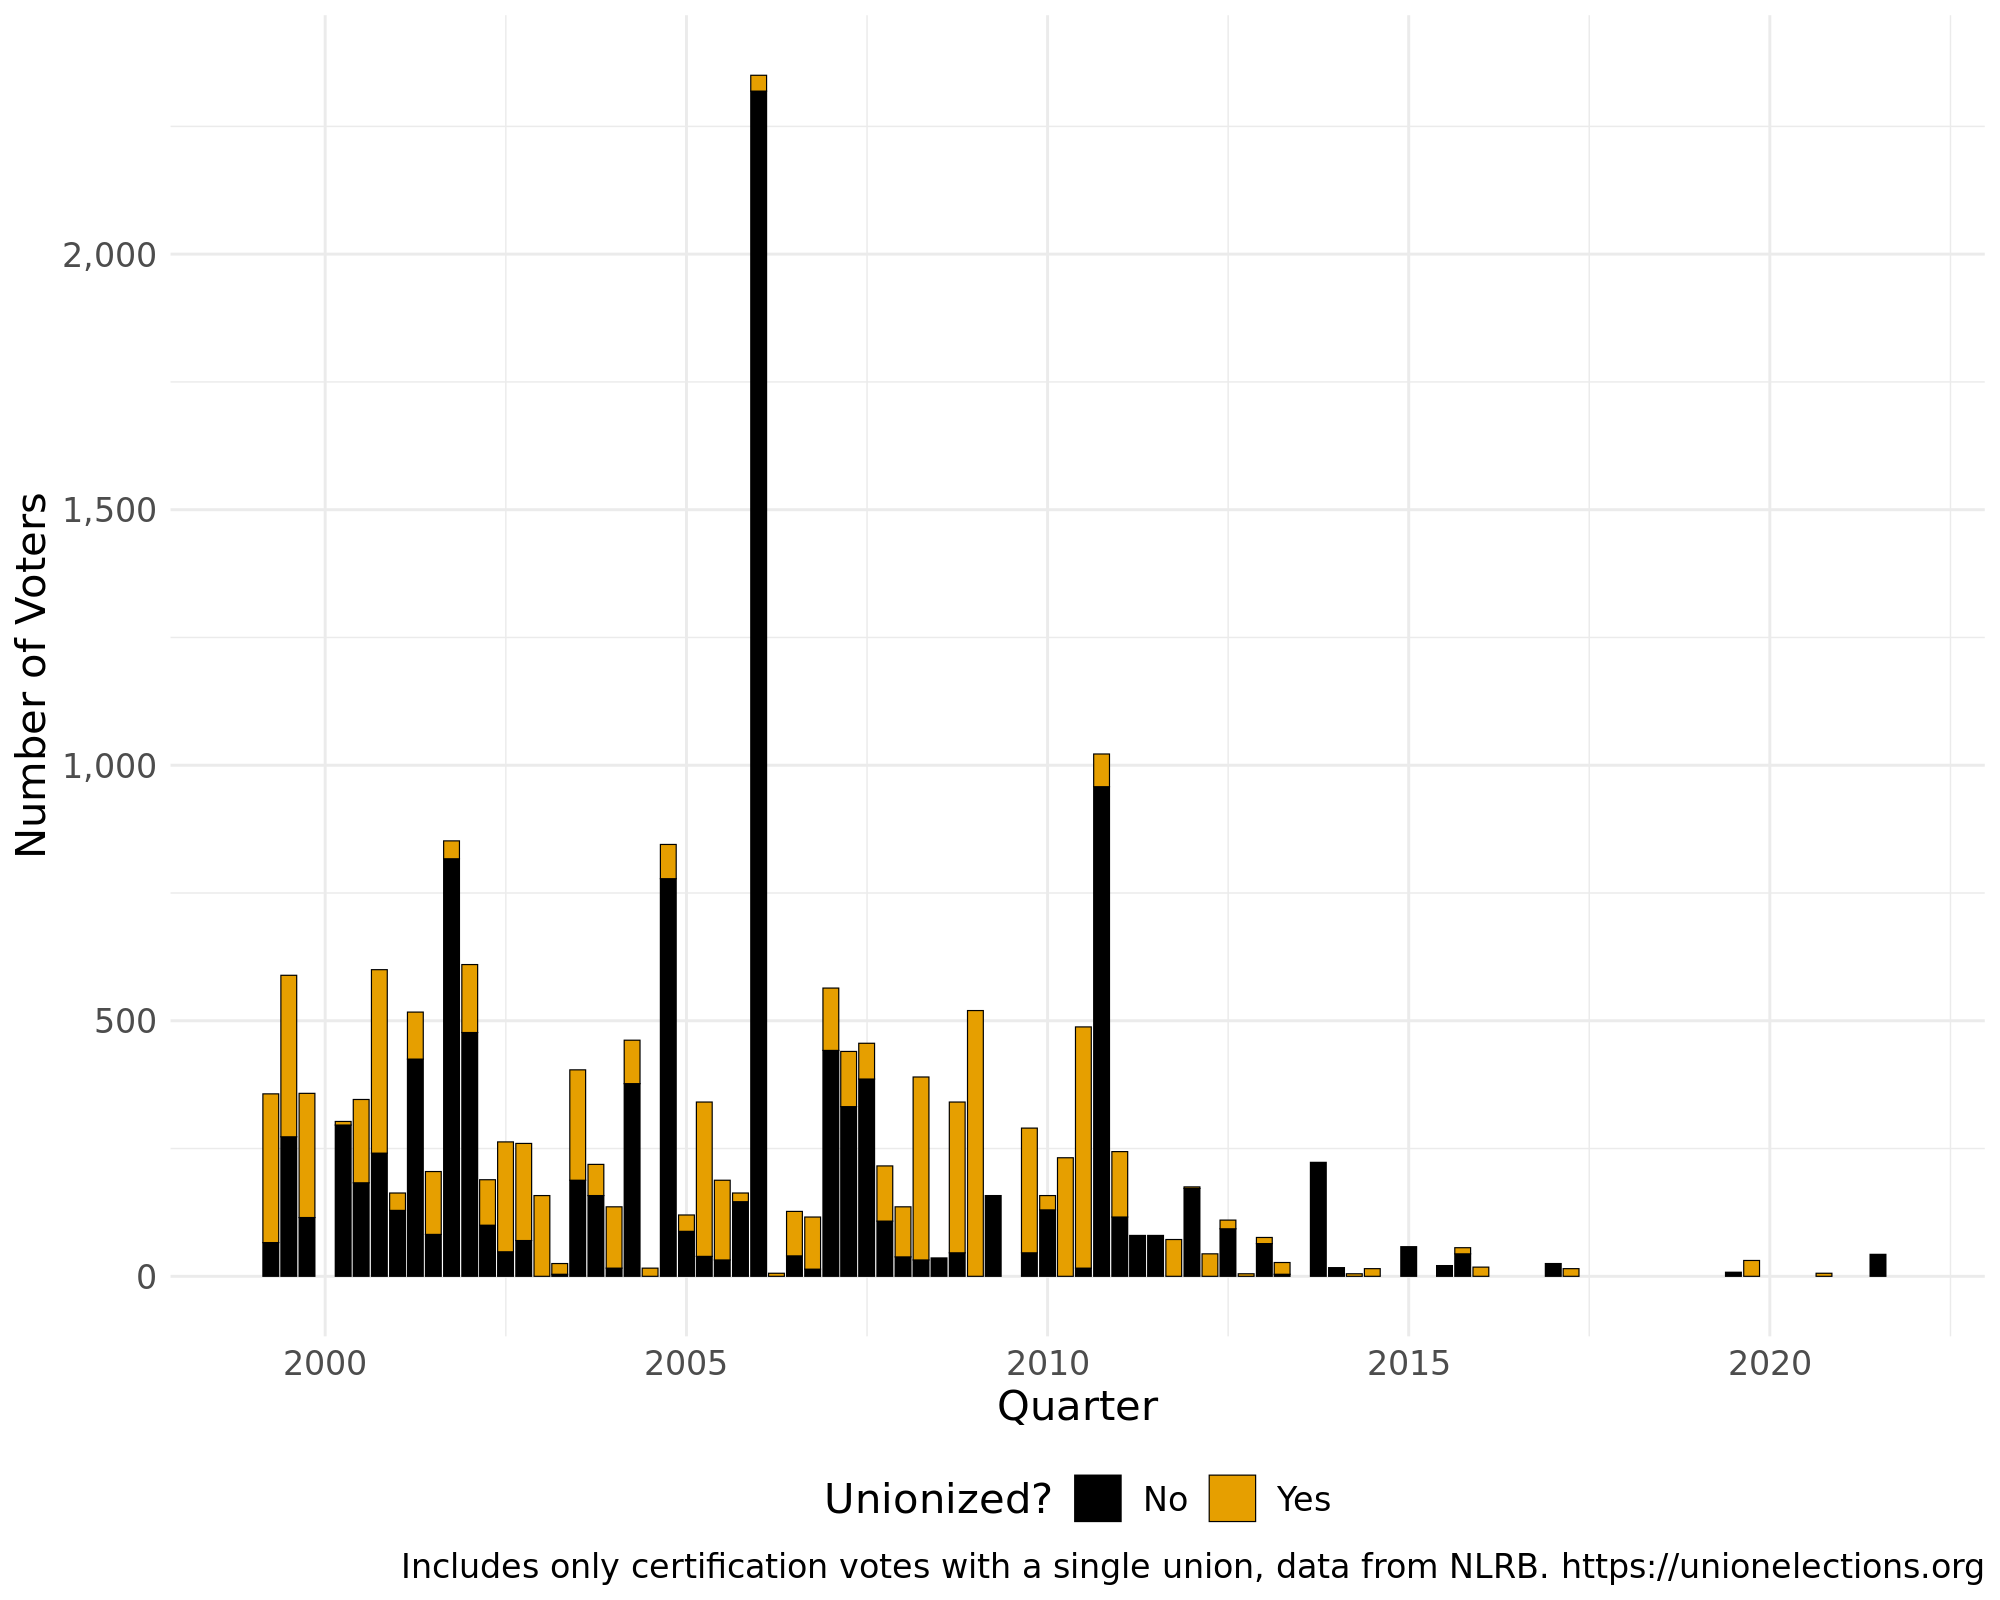 2,000
1,500
1,000
500
0
Number of Voters
2000 2005 2010 2015 2020
Quarter
Unionized? No Yes
Includes only certification votes with a single union, data from NLRB. https://unionelections.org